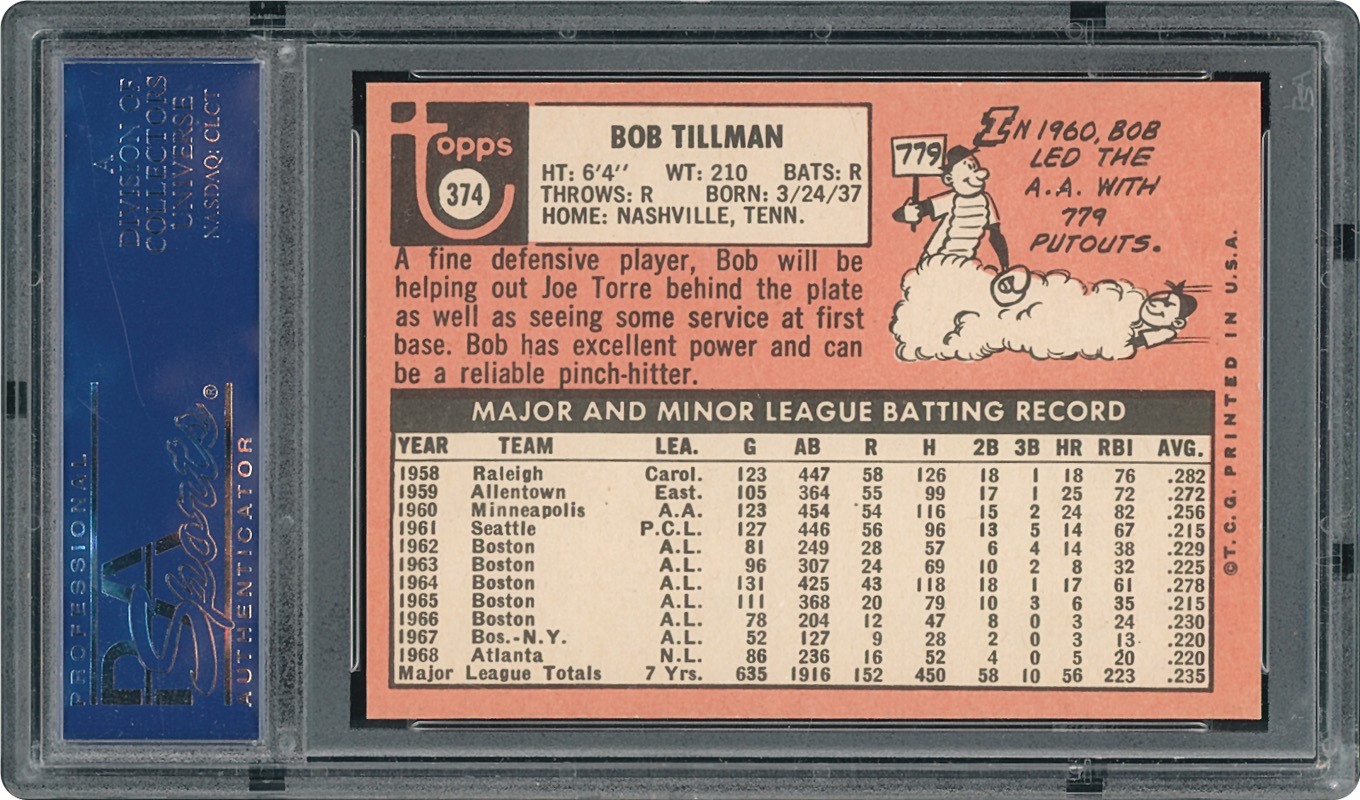 A
DIVISION OF
COLLECTORS
UNIVERSE
NASDAQ: CLCT
PROFESSIONAL
PSA
Sports®
AUTHENTICATOR
topps
374
BOB TILLMAN
HT: 6'4'' WT: 210 BATS: R
THROWS: R BORN: 3/24/37
HOME: NASHVILLE, TENN.
A fine defensive player, Bob will be
helping out Joe Torre behind the plate
as well as seeing some service at first
base. Bob has excellent power and can
be a reliable pinch-hitter.
779
IN 1960, BOB
LED THE
A.A. WITH
779
PUTOUTS.
MAJOR AND MINOR LEAGUE BATTING RECORD
YEAR TEAM LEA. G AB R H 2B 3B HR RBI AVG.
1958 Raleigh Carol. 123 447 58 126 18 1 18 76 .282
1959 Allentown East. 105 364 55 99 17 1 25 72 .272
1960 Minneapolis A.A. 123 454 54 116 15 2 24 82 .256
1961 Seattle P.C.L. 127 446 56 96 13 5 14 67 .215
1962 Boston A.L. 81 249 28 57 6 4 14 38 .229
1963 Boston A.L. 96 307 24 69 10 2 8 32 .225
1964 Boston A.L. 131 425 43 118 18 1 17 61 .278
1965 Boston A.L. 111 368 20 79 10 3 6 35 .215
1966 Boston A.L. 78 204 12 47 8 0 3 24 .230
1967 Bos.-N.Y. A.L. 52 127 9 28 2 0 3 13 .220
1968 Atlanta N.L. 86 236 16 52 4 0 5 20 .220
Major League Totals 7 Yrs. 635 1916 152 450 58 10 56 223 .235
©T.C.G. PRINTED IN U.S.A.